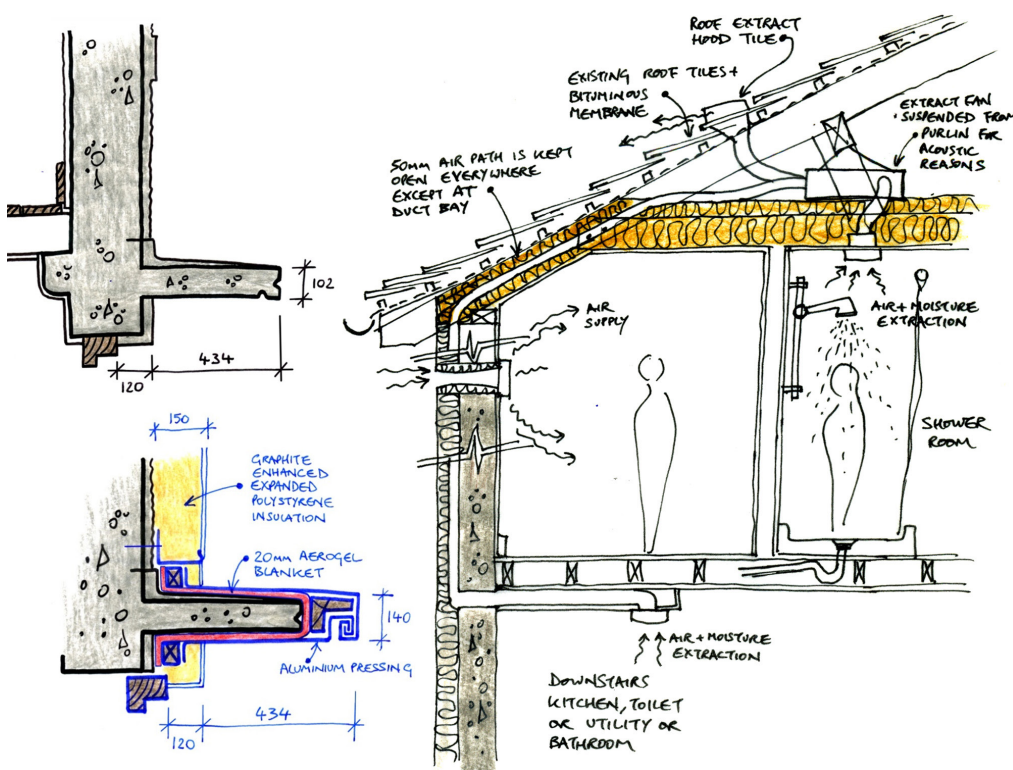 ROOF EXTRACT
HOOD TILE
EXISTING ROOF TILES +
BITUMINOUS
MEMBRANE
EXTRACT FAN
SUSPENDED FROM
PURLIN FOR
ACOUSTIC
REASONS
50mm AIR PATH IS KEPT
OPEN EVERYWHERE
EXCEPT AT
DUCT BAY
102
434
120
AIR
SUPPLY
AIR + MOISTURE
EXTRACTION
SHOWER
ROOM
150
GRAPHITE
ENHANCED
EXPANDED
POLYSTYRENE
INSULATION
20mm AEROGEL
BLANKET
140
ALUMINIUM PRESSING
434
120
AIR + MOISTURE
EXTRACTION
DOWNSTAIRS
KITCHEN, TOILET
OR UTILITY OR
BATHROOM